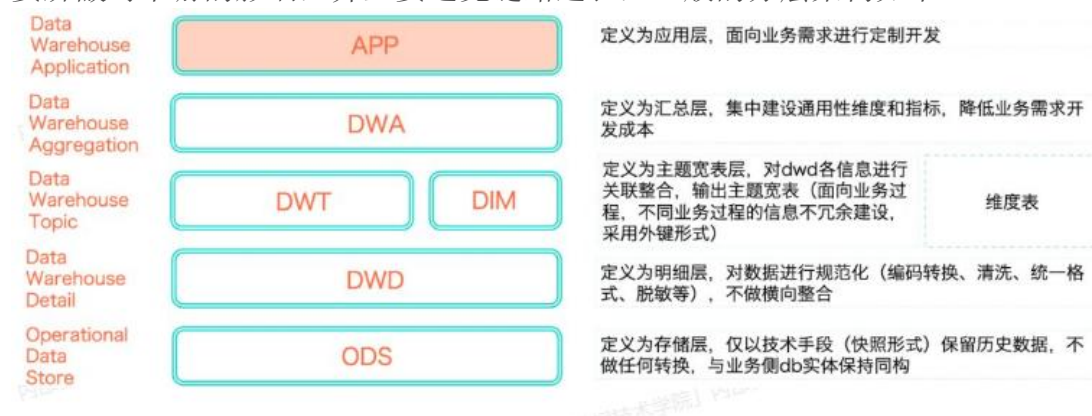 Data
Warehouse
Application
APP
定义为应用层，面向业务需求进行定制开发
Data
Warehouse
Aggregation
DWA
定义为汇总层，集中建设通用性维度和指标，降低业务需求开
发成本
Data
Warehouse
Topic
DWT
DIM
定义为主题宽表层，对dwd各信息进行
关联整合，输出主题宽表（面向业务过
程，不同业务过程的信息不冗余建设，
采用外键形式）
维度表
Data
Warehouse
Detail
DWD
定义为明细层，对数据进行规范化（编码转换、清洗、统一格
式、脱敏等），不做横向整合
Operational
Data
Store
ODS
定义为存储层，仅以技术手段（快照形式）保留历史数据，不
做任何转换，与业务侧db实体保持同构